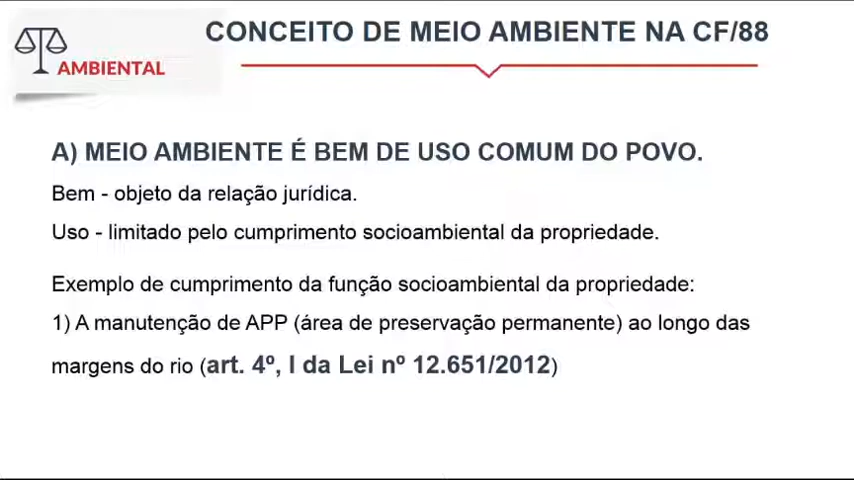 CONCEITO DE MEIO AMBIENTE NA CF/88
AMBIENTAL
A) MEIO AMBIENTE É BEM DE USO COMUM DO POVO.
Bem - objeto da relação jurídica.
Uso - limitado pelo cumprimento socioambiental da propriedade.
Exemplo de cumprimento da função socioambiental da propriedade:
1) A manutenção de APP (área de preservação permanente) ao longo das
margens do rio (art. 4º, I da Lei nº 12.651/2012)